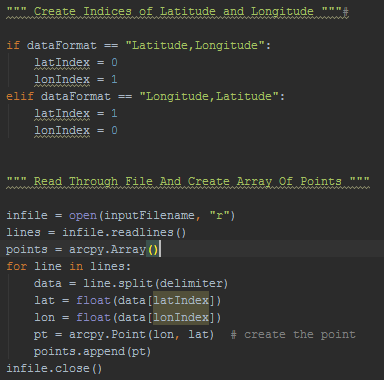 """ Create Indices of Latitude and Longitude """#
if dataFormat == "Latitude,Longitude":
    latIndex = 0
    lonIndex = 1
elif dataFormat == "Longitude,Latitude":
    latIndex = 1
    lonIndex = 0
""" Read Through File And Create Array Of Points """
infile = open(inputFilename, "r")
lines = infile.readlines()
points = arcpy.Array()
for line in lines:
    data = line.split(delimiter)
    lat = float(data[latIndex])
    lon = float(data[lonIndex])
    pt = arcpy.Point(lon, lat)  # create the point
    points.append(pt)
infile.close()